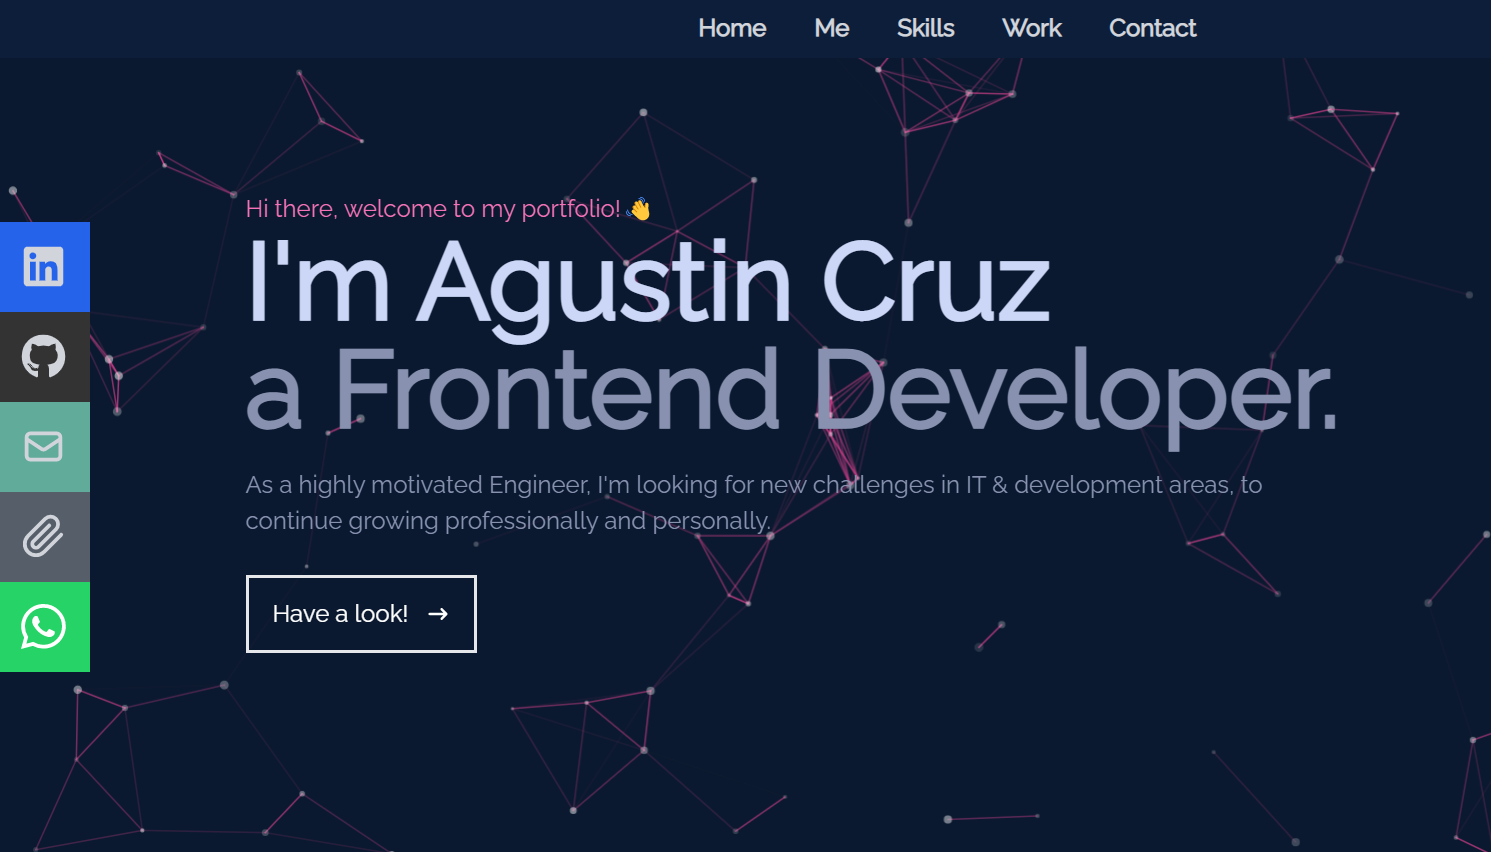 Home Me Skills Work Contact
Hi there, welcome to my portfolio! 👋
I'm Agustin Cruz
a Frontend Developer.
As a highly motivated Engineer, I'm looking for new challenges in IT & development areas, to
continue growing professionally and personally.
Have a look! →
in